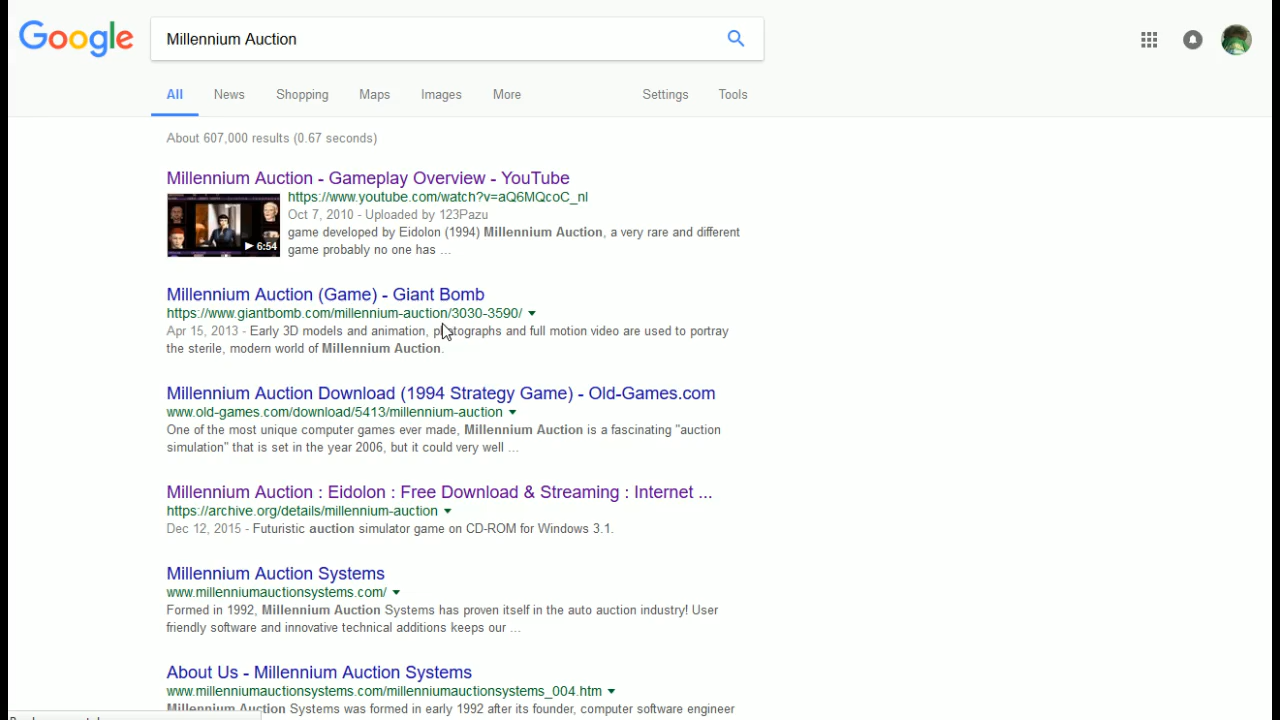 Google
Millennium Auction
All News Shopping Maps Images More Settings Tools
About 607,000 results (0.67 seconds)
Millennium Auction - Gameplay Overview - YouTube
https://www.youtube.com/watch?v=aQ6MQcoC_nI
Oct 7, 2010 - Uploaded by 123Pazu
game developed by Eidolon (1994) Millennium Auction, a very rare and different
game probably no one has ...
6:54
Millennium Auction (Game) - Giant Bomb
https://www.giantbomb.com/millennium-auction/3030-3590/
Apr 15, 2013 - Early 3D models and animation, photographs and full motion video are used to portray
the sterile, modern world of Millennium Auction.
Millennium Auction Download (1994 Strategy Game) - Old-Games.com
www.old-games.com/download/5413/millennium-auction
One of the most unique computer games ever made, Millennium Auction is a fascinating "auction
simulation" that is set in the year 2006, but it could very well ...
Millennium Auction : Eidolon : Free Download & Streaming : Internet ...
https://archive.org/details/millennium-auction
Dec 12, 2015 - Futuristic auction simulator game on CD-ROM for Windows 3.1.
Millennium Auction Systems
www.millenniumauctionsystems.com/
Formed in 1992, Millennium Auction Systems has proven itself in the auto auction industry! User
friendly software and innovative technical additions keeps our ...
About Us - Millennium Auction Systems
www.millenniumauctionsystems.com/millenniumauctionsystems_004.htm
Millennium Auction Systems was formed in early 1992 after its founder, computer software engineer